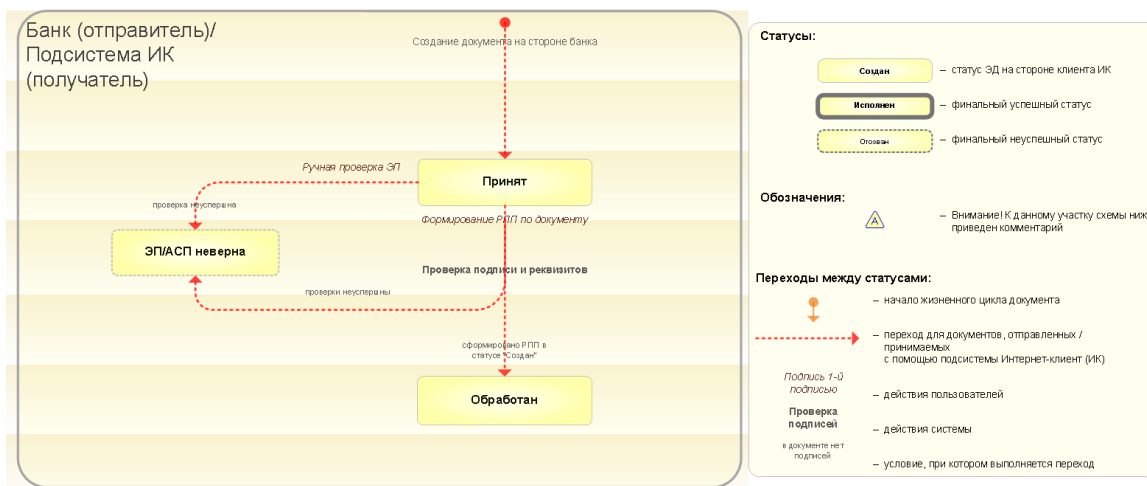 Банк (отправитель)/
Подсистема ИК
(получатель)
Создание документа на стороне банка
Ручная проверка ЭП
Принят
проверка неуспершна
Формирование РПП по документу
ЭП/АСП неверна
Проверка подписи и реквизитов
проверки неуспершны
сформировано РПП в
статусе "Создан"
Обработан
Статусы:
Создан
– статус ЭД на стороне клиента ИК
Исполнен
– финальный успешный статус
Отозван
– финальный неуспешный статус
Обозначения:
A
– Внимание! К данному участку схемы ниж
приведен комментарий
Переходы между статусами:
– начало жизненного цикла документа
– переход для документов, отправленных /
принимаемых
с помощью подсистемы Интернет-клиент (ИК)
Подпись 1-й
подписью
– действия пользователей
Проверка
подписей
– действия системы
в документе нет
подписей
– условие, при котором выполняется переход